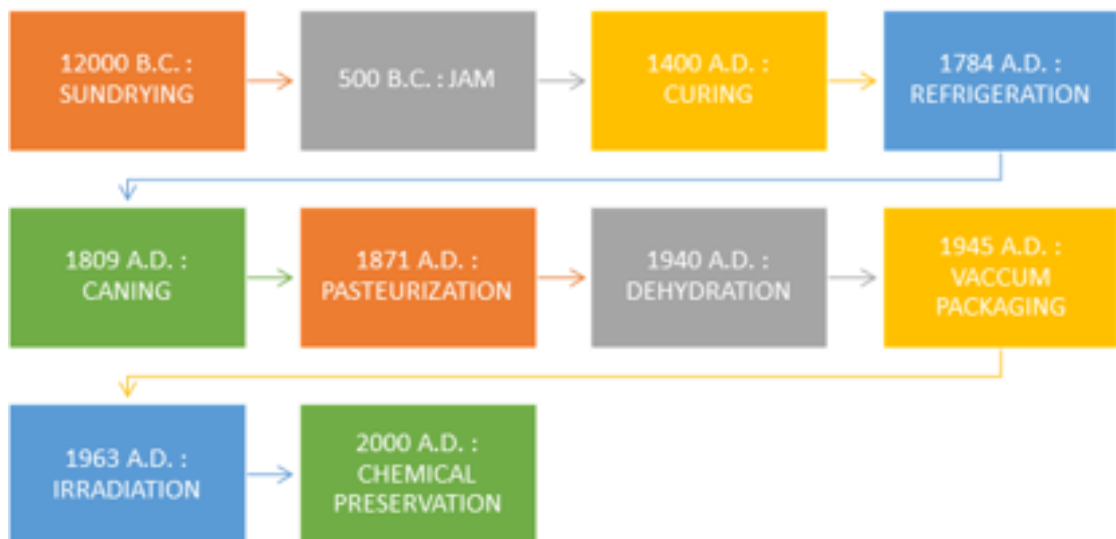 12000 B.C. :
SUNDRYING
500 B.C. : JAM
1400 A.D. :
CURING
1784 A.D. :
REFRIGERATION
1809 A.D. :
CANING
1871 A.D. :
PASTEURIZATION
1940 A.D. :
DEHYDRATION
1945 A.D. :
VACCUM
PACKAGING
1963 A.D. :
IRRADIATION
2000 A.D. :
CHEMICAL
PRESERVATION